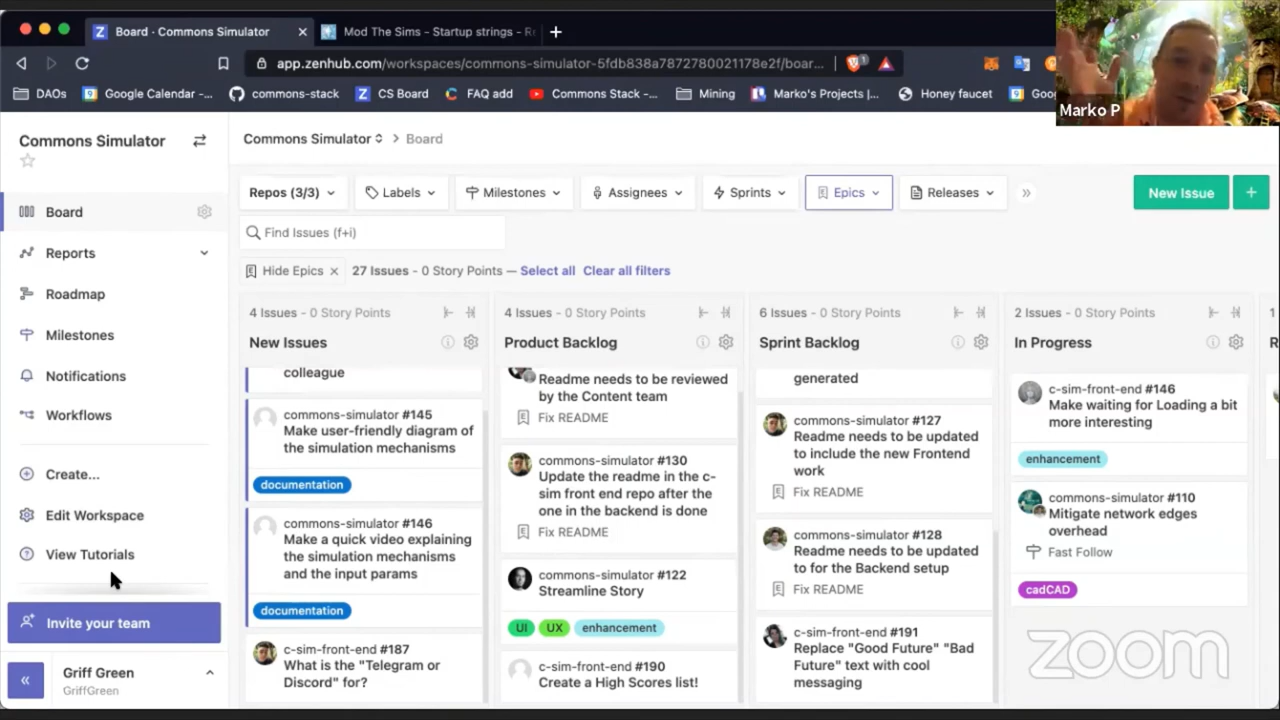 Board - Commons Simulator
Mod The Sims - Startup strings - Re
app.zenhub.com/workspaces/commons-simulator-5fdb838a7872780021178e2f/boar...
1
DAOs
Google Calendar -...
commons-stack
CS Board
FAQ add
Commons Stack -...
Mining
Marko's Projects |...
Honey faucet
Goo
Marko P
Commons Simulator
Board
Reports
Roadmap
Milestones
Notifications
Workflows
Create...
Edit Workspace
View Tutorials
Invite your team
Griff Green
GriffGreen
Commons Simulator > Board
Repos (3/3)
Labels
Milestones
Assignees
Sprints
Epics
Releases
New Issue
Find Issues (f+i)
Hide Epics
27 Issues - 0 Story Points — Select all Clear all filters
4 Issues - 0 Story Points
New Issues
colleague
commons-simulator #145
Make user-friendly diagram of
the simulation mechanisms
documentation
commons-simulator #146
Make a quick video explaining
the simulation mechanisms
and the input params
documentation
c-sim-front-end #187
What is the "Telegram or
Discord" for?
4 Issues - 0 Story Points
Product Backlog
Readme needs to be reviewed
by the Content team
Fix README
commons-simulator #130
Update the readme in the c-
sim front end repo after the
one in the backend is done
Fix README
commons-simulator #122
Streamline Story
UI UX enhancement
c-sim-front-end #190
Create a High Scores list!
6 Issues - 0 Story Points
Sprint Backlog
generated
commons-simulator #127
Readme needs to be updated
to include the new Frontend
work
Fix README
commons-simulator #128
Readme needs to be updated
to for the Backend setup
Fix README
c-sim-front-end #191
Replace "Good Future" "Bad
Future" text with cool
messaging
2 Issues - 0 Story Points
In Progress
c-sim-front-end #146
Make waiting for Loading a bit
more interesting
enhancement
commons-simulator #110
Mitigate network edges
overhead
Fast Follow
cadCAD
1
R
zoom